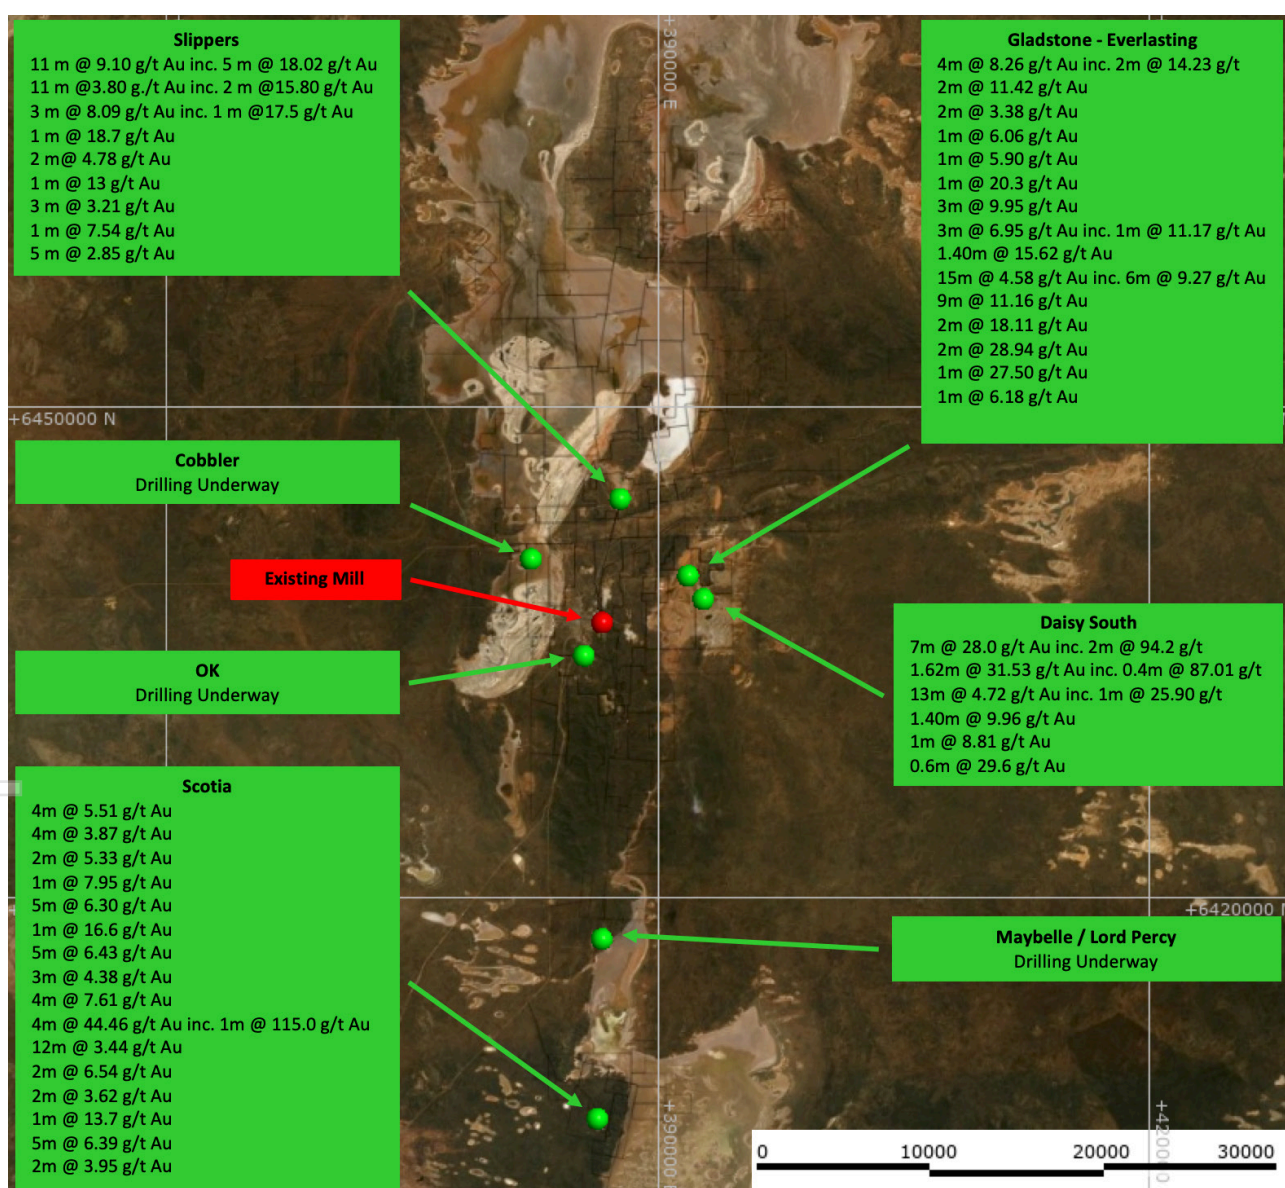 Slippers
11 m @ 9.10 g/t Au inc. 5 m @ 18.02 g/t Au
11 m @3.80 g./t Au inc. 2 m @15.80 g/t Au
3 m @ 8.09 g/t Au inc. 1 m @17.5 g/t Au
1 m @ 18.7 g/t Au
2 m@ 4.78 g/t Au
1 m @ 13 g/t Au
3 m @ 3.21 g/t Au
1 m @ 7.54 g/t Au
5 m @ 2.85 g/t Au
+390000 E
Gladstone - Everlasting
4m @ 8.26 g/t Au inc. 2m @ 14.23 g/t
2m @ 11.42 g/t Au
2m @ 3.38 g/t Au
1m @ 6.06 g/t Au
1m @ 5.90 g/t Au
1m @ 20.3 g/t Au
3m @ 9.95 g/t Au
3m @ 6.95 g/t Au inc. 1m @ 11.17 g/t Au
1.40m @ 15.62 g/t Au
15m @ 4.58 g/t Au inc. 6m @ 9.27 g/t Au
9m @ 11.16 g/t Au
2m @ 18.11 g/t Au
2m @ 28.94 g/t Au
1m @ 27.50 g/t Au
1m @ 6.18 g/t Au
+6450000 N
Cobbler
Drilling Underway
Existing Mill
OK
Drilling Underway
Daisy South
7m @ 28.0 g/t Au inc. 2m @ 94.2 g/t
1.62m @ 31.53 g/t Au inc. 0.4m @ 87.01 g/t
13m @ 4.72 g/t Au inc. 1m @ 25.90 g/t
1.40m @ 9.96 g/t Au
1m @ 8.81 g/t Au
0.6m @ 29.6 g/t Au
Scotia
4m @ 5.51 g/t Au
4m @ 3.87 g/t Au
2m @ 5.33 g/t Au
1m @ 7.95 g/t Au
5m @ 6.30 g/t Au
1m @ 16.6 g/t Au
5m @ 6.43 g/t Au
3m @ 4.38 g/t Au
4m @ 7.61 g/t Au
4m @ 44.46 g/t Au inc. 1m @ 115.0 g/t Au
12m @ 3.44 g/t Au
2m @ 6.54 g/t Au
2m @ 3.62 g/t Au
1m @ 13.7 g/t Au
5m @ 6.39 g/t Au
2m @ 3.95 g/t Au
+6420000
Maybelle / Lord Percy
Drilling Underway
+390000
+420000
0 10000 20000 30000